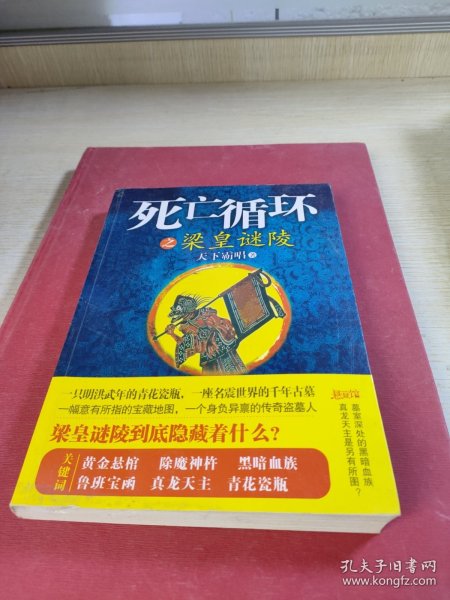 死亡循环
之 梁皇谜陵
天下霸唱 著
一只明洪武年的青花瓷瓶，一座名震世界的千年古墓
一幅意有所指的宝藏地图，一个身负异禀的传奇盗墓人
梁皇谜陵到底隐藏着什么？
关键词
黄金悬棺 除魔神杵 黑暗血族
鲁班宝函 真龙天主 青花瓷瓶
墓室深处的黑暗血族
真龙天主是另有所图？
孔夫子旧书网
www.kongfz.com